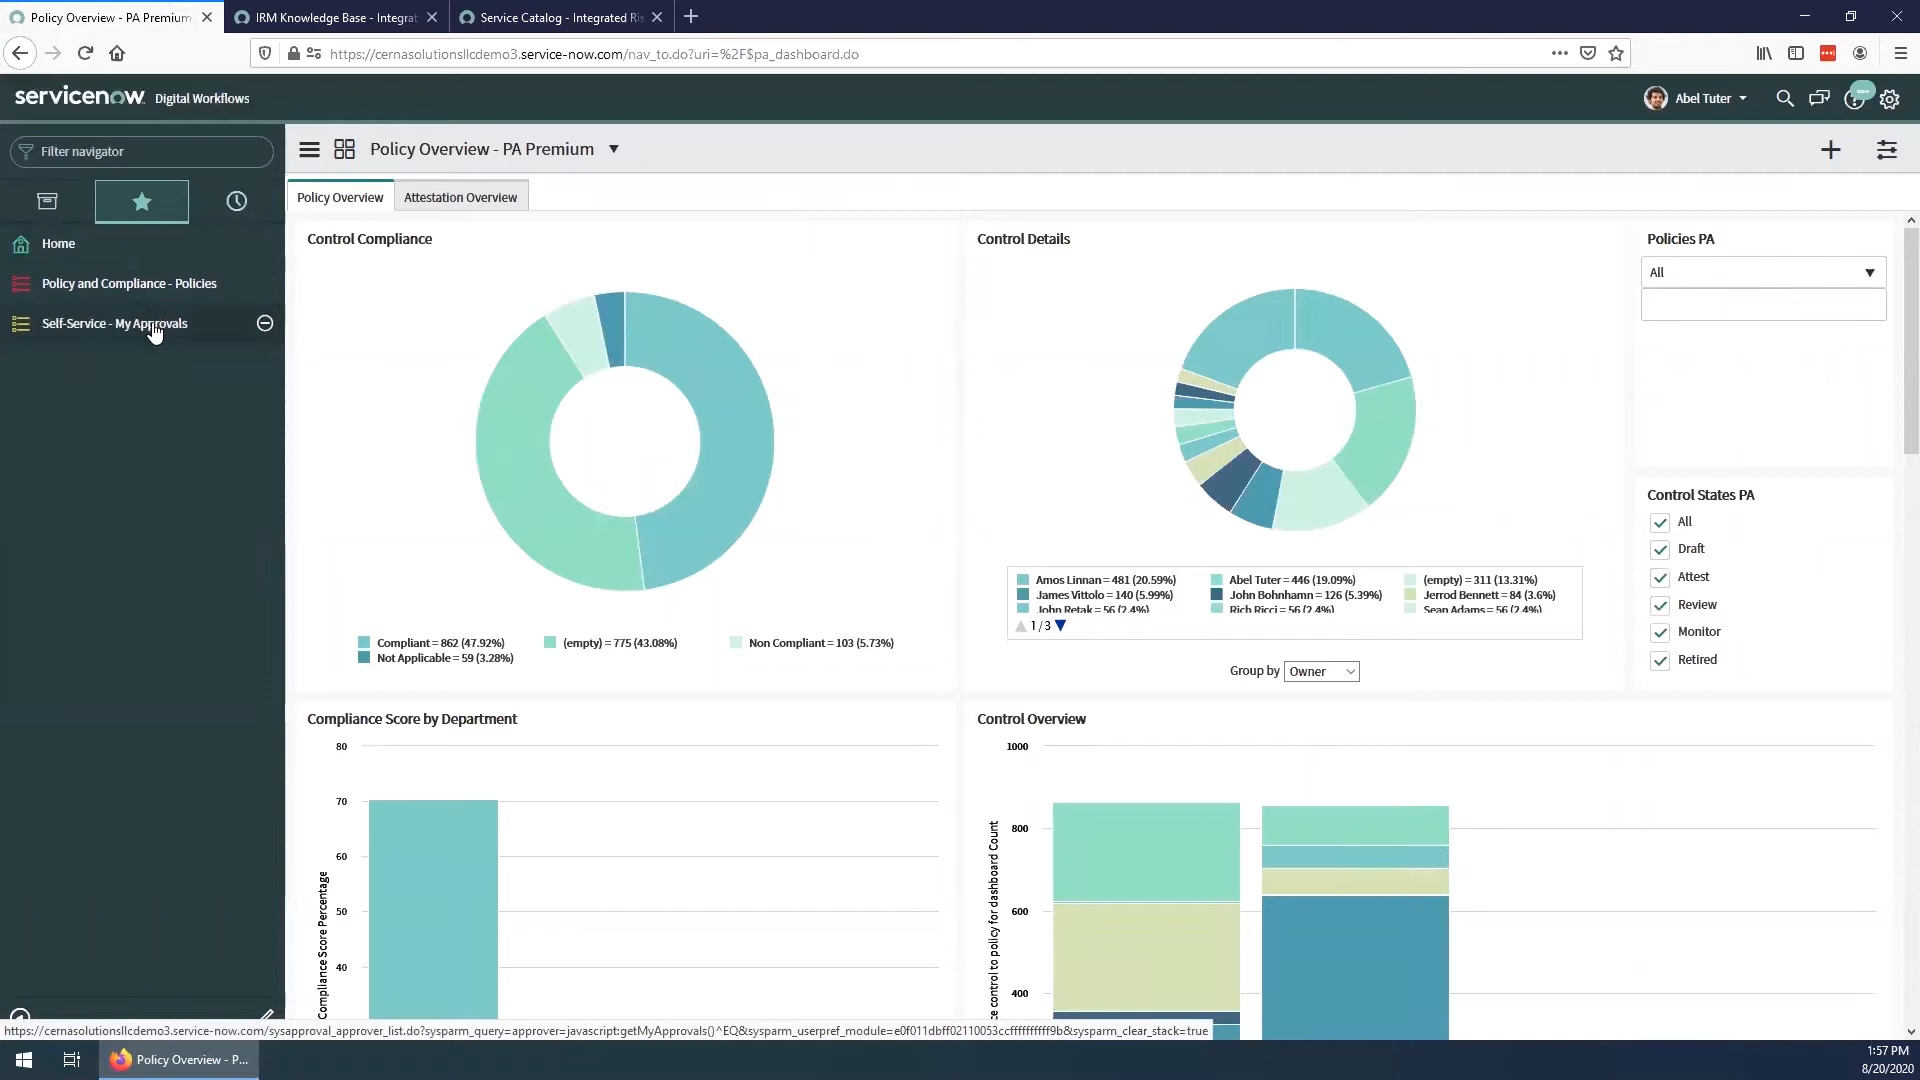 Policy Overview - PA Premium
IRM Knowledge Base - Integrat
Service Catalog - Integrated Ris
https://cernasolutionsllcdemo3.service-now.com/nav_to.do?uri=%2F$pa_dashboard.do
servicenow Digital Workflows
Abel Tuter
Filter navigator
Policy Overview - PA Premium
Policy Overview
Attestation Overview
Home
Policy and Compliance - Policies
Self-Service - My Approvals
Control Compliance
Compliant = 862 (47.92%)
(empty) = 775 (43.08%)
Non Compliant = 103 (5.73%)
Not Applicable = 59 (3.28%)
Control Details
Amos Linnan = 481 (20.59%)
Abel Tuter = 446 (19.09%)
(empty) = 311 (13.31%)
James Vittolo = 140 (5.99%)
John Bohnhamn = 126 (5.39%)
Jerrod Bennett = 84 (3.6%)
John Retak = 56 (2.4%)
Rich Ricci = 56 (2.4%)
Sean Adams = 56 (2.4%)
1 / 3
Group by Owner
Policies PA
All
Control States PA
All
Draft
Attest
Review
Monitor
Retired
Compliance Score by Department
80
70
60
50
40
Compliance Score Percentage
Control Overview
1000
800
600
400
ce control to policy for dashboard Count
https://cernasolutionsllcdemo3.service-now.com/sysapproval_approver_list.do?sysparm_query=approver=javascript:getMyApprovals()^EQ&sysparm_userpref_module=e0f011dbff02110053ccffffffffff9b&sysparm_clear_stack=true
Policy Overview - P...
1:57 PM
8/20/2020